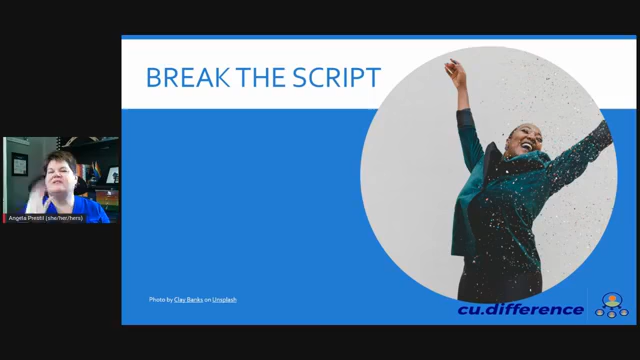 BREAK THE SCRIPT
Angela Prestil (she/her/hers)
Photo by Clay Banks on Unsplash
cu.difference